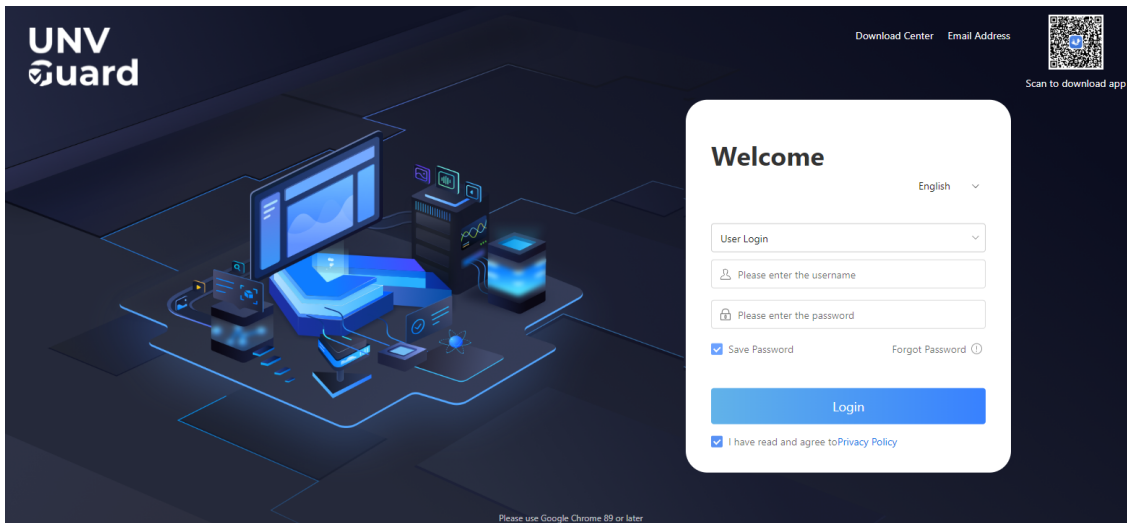 UNV
Guard
Download Center
Email Address
Scan to download app
Welcome
English
User Login
Please enter the username
Please enter the password
Save Password
Forgot Password
Login
I have read and agree toPrivacy Policy
Please use Google Chrome 89 or later